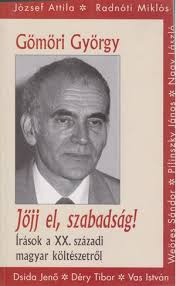 József Attila * Radnóti Miklós
Gömöri György
Jöjj el, szabadság!
Írások a XX. századi
magyar költészetről
Weöres Sándor * Pilinszky János * Nagy László
Dsida Jenő * Déry Tibor * Vas István